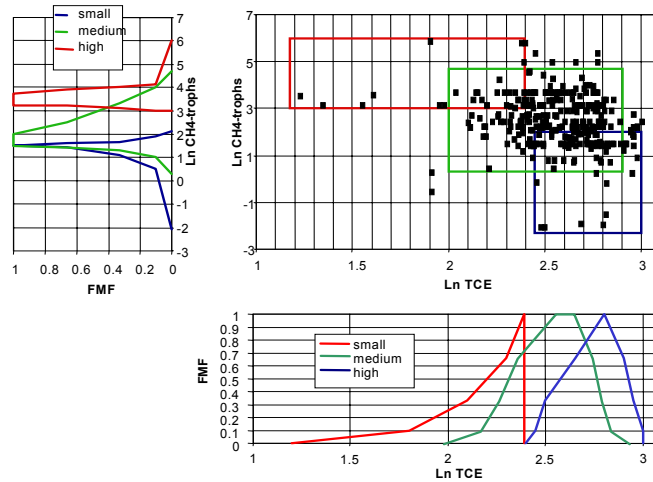 small
medium
high
7
6
5
4
3
2
1
0
-1
-2
-3
Ln CH4-trophs
1 0.8 0.6 0.4 0.2 0
FMF
7
5
3
1
-1
-3
Ln CH4-trophs
1 1.5 2 2.5 3
Ln TCE
1
0.9
0.8
0.7
0.6
0.5
0.4
0.3
0.2
0.1
0
FMF
small
medium
high
1 1.5 2 2.5 3
Ln TCE